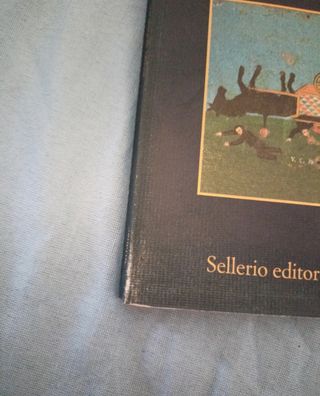 V. F. G.
Sellerio editor